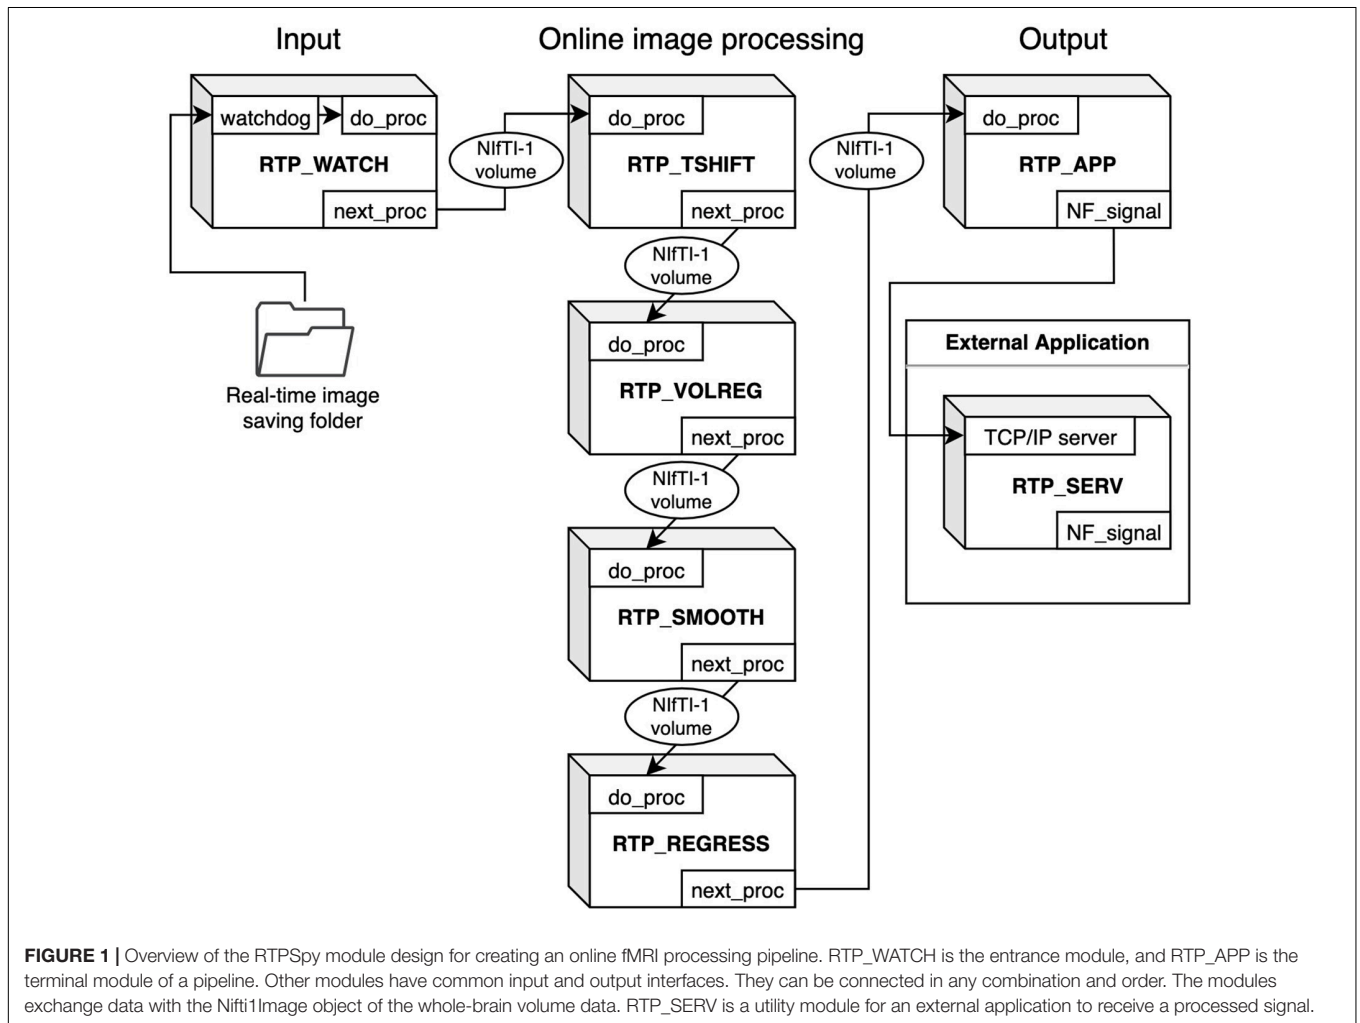 Input
Online image processing
Output
watchdog
do_proc
RTP_WATCH
next_proc
NIfTI-1
volume
Real-time image
saving folder
do_proc
RTP_TSHIFT
next_proc
NIfTI-1
volume
do_proc
RTP_VOLREG
next_proc
NIfTI-1
volume
do_proc
RTP_SMOOTH
next_proc
NIfTI-1
volume
do_proc
RTP_REGRESS
next_proc
NIfTI-1
volume
do_proc
RTP_APP
NF_signal
External Application
TCP/IP server
RTP_SERV
NF_signal
FIGURE 1 | Overview of the RTPSpy module design for creating an online fMRI processing pipeline. RTP_WATCH is the entrance module, and RTP_APP is the
terminal module of a pipeline. Other modules have common input and output interfaces. They can be connected in any combination and order. The modules
exchange data with the Nifti1Image object of the whole-brain volume data. RTP_SERV is a utility module for an external application to receive a processed signal.